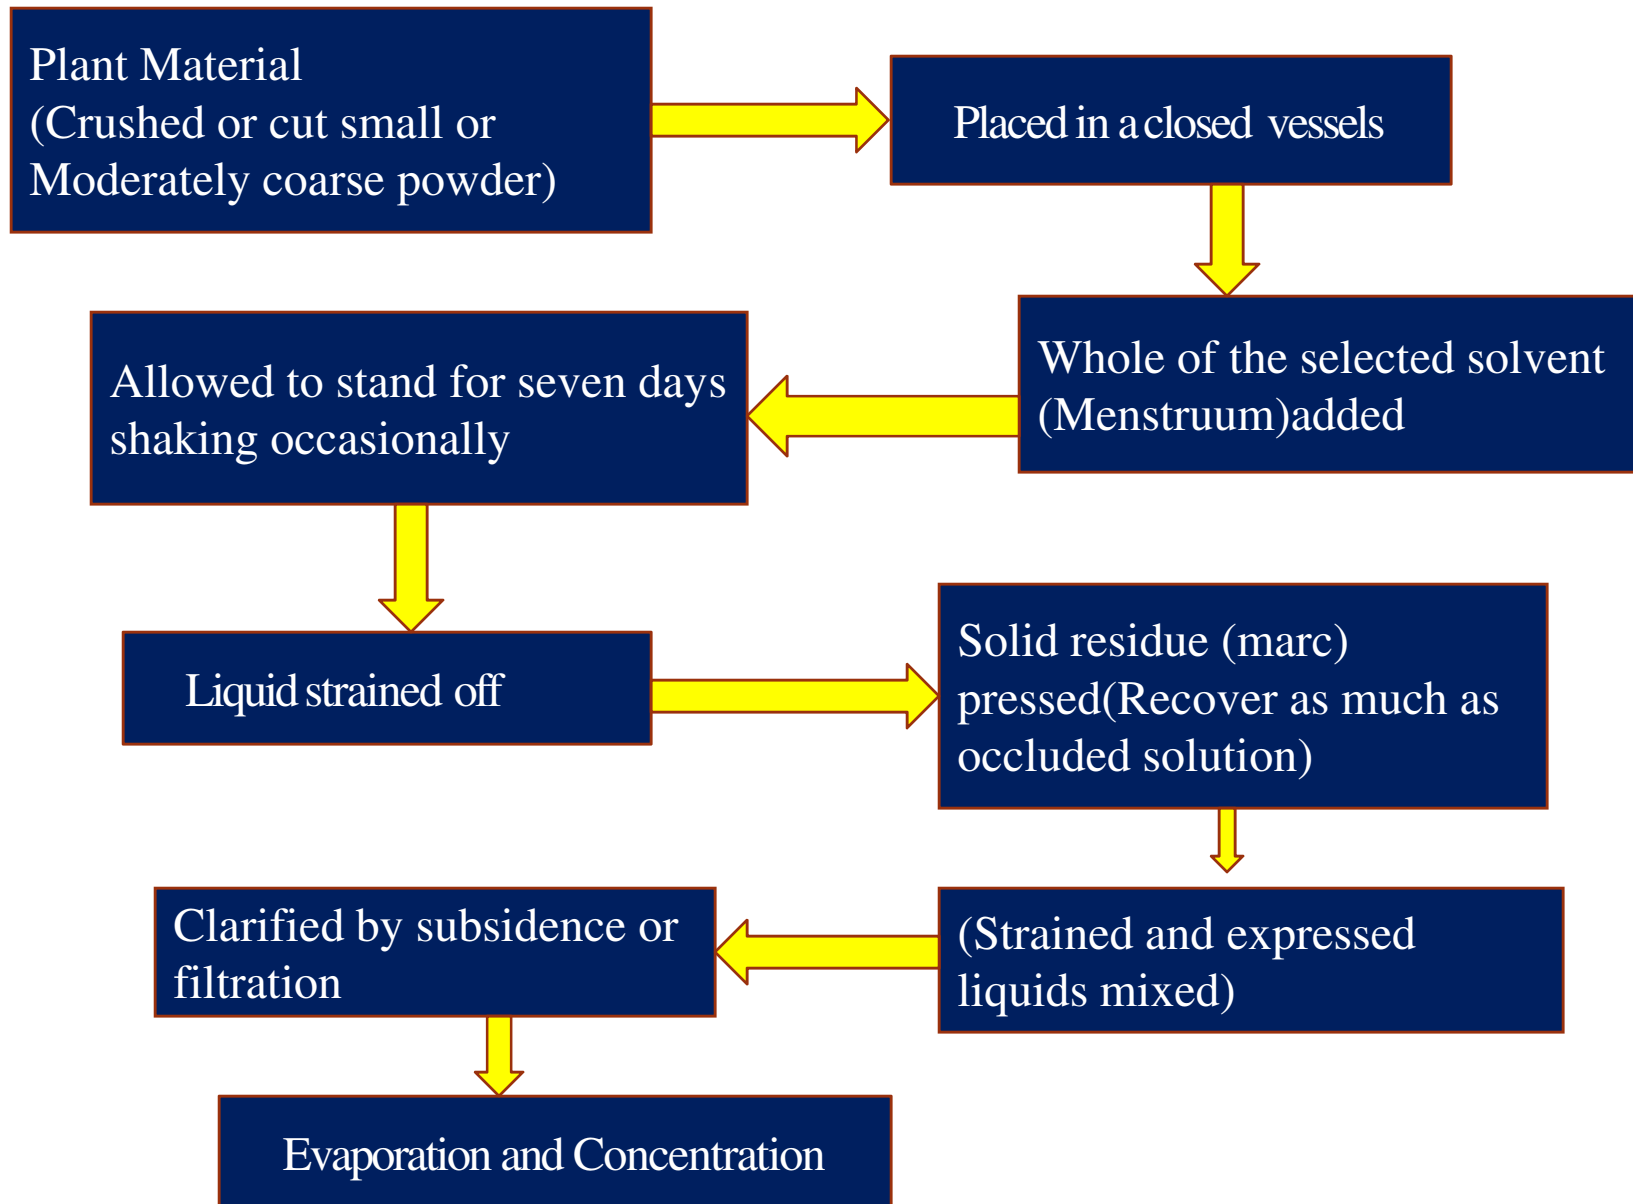 Plant Material
(Crushed or cut small or
Moderately coarse powder)
Placed in a closed vessels
Whole of the selected solvent
(Menstruum)added
Allowed to stand for seven days
shaking occasionally
Liquid strained off
Solid residue (marc)
pressed(Recover as much as
occluded solution)
(Strained and expressed
liquids mixed)
Clarified by subsidence or
filtration
Evaporation and Concentration